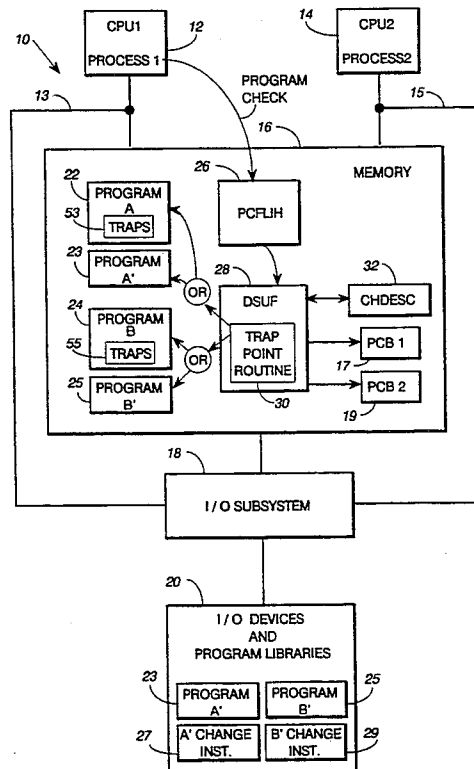 10
CPU1
PROCESS 1
12
CPU2
PROCESS2
14
13
PROGRAM
CHECK
15
16
MEMORY
22
PROGRAM
A
53
TRAPS
26
PCFLIH
23
PROGRAM
A'
OR
28
DSUF
32
CHDESC
24
PROGRAM
B
55
TRAPS
OR
TRAP
POINT
ROUTINE
30
PCB 1
17
25
PROGRAM
B'
PCB 2
19
18
I/O SUBSYSTEM
20
I/O DEVICES
AND
PROGRAM LIBRARIES
23
PROGRAM
A'
PROGRAM
B'
25
27
A' CHANGE
INST.
B' CHANGE
INST.
29